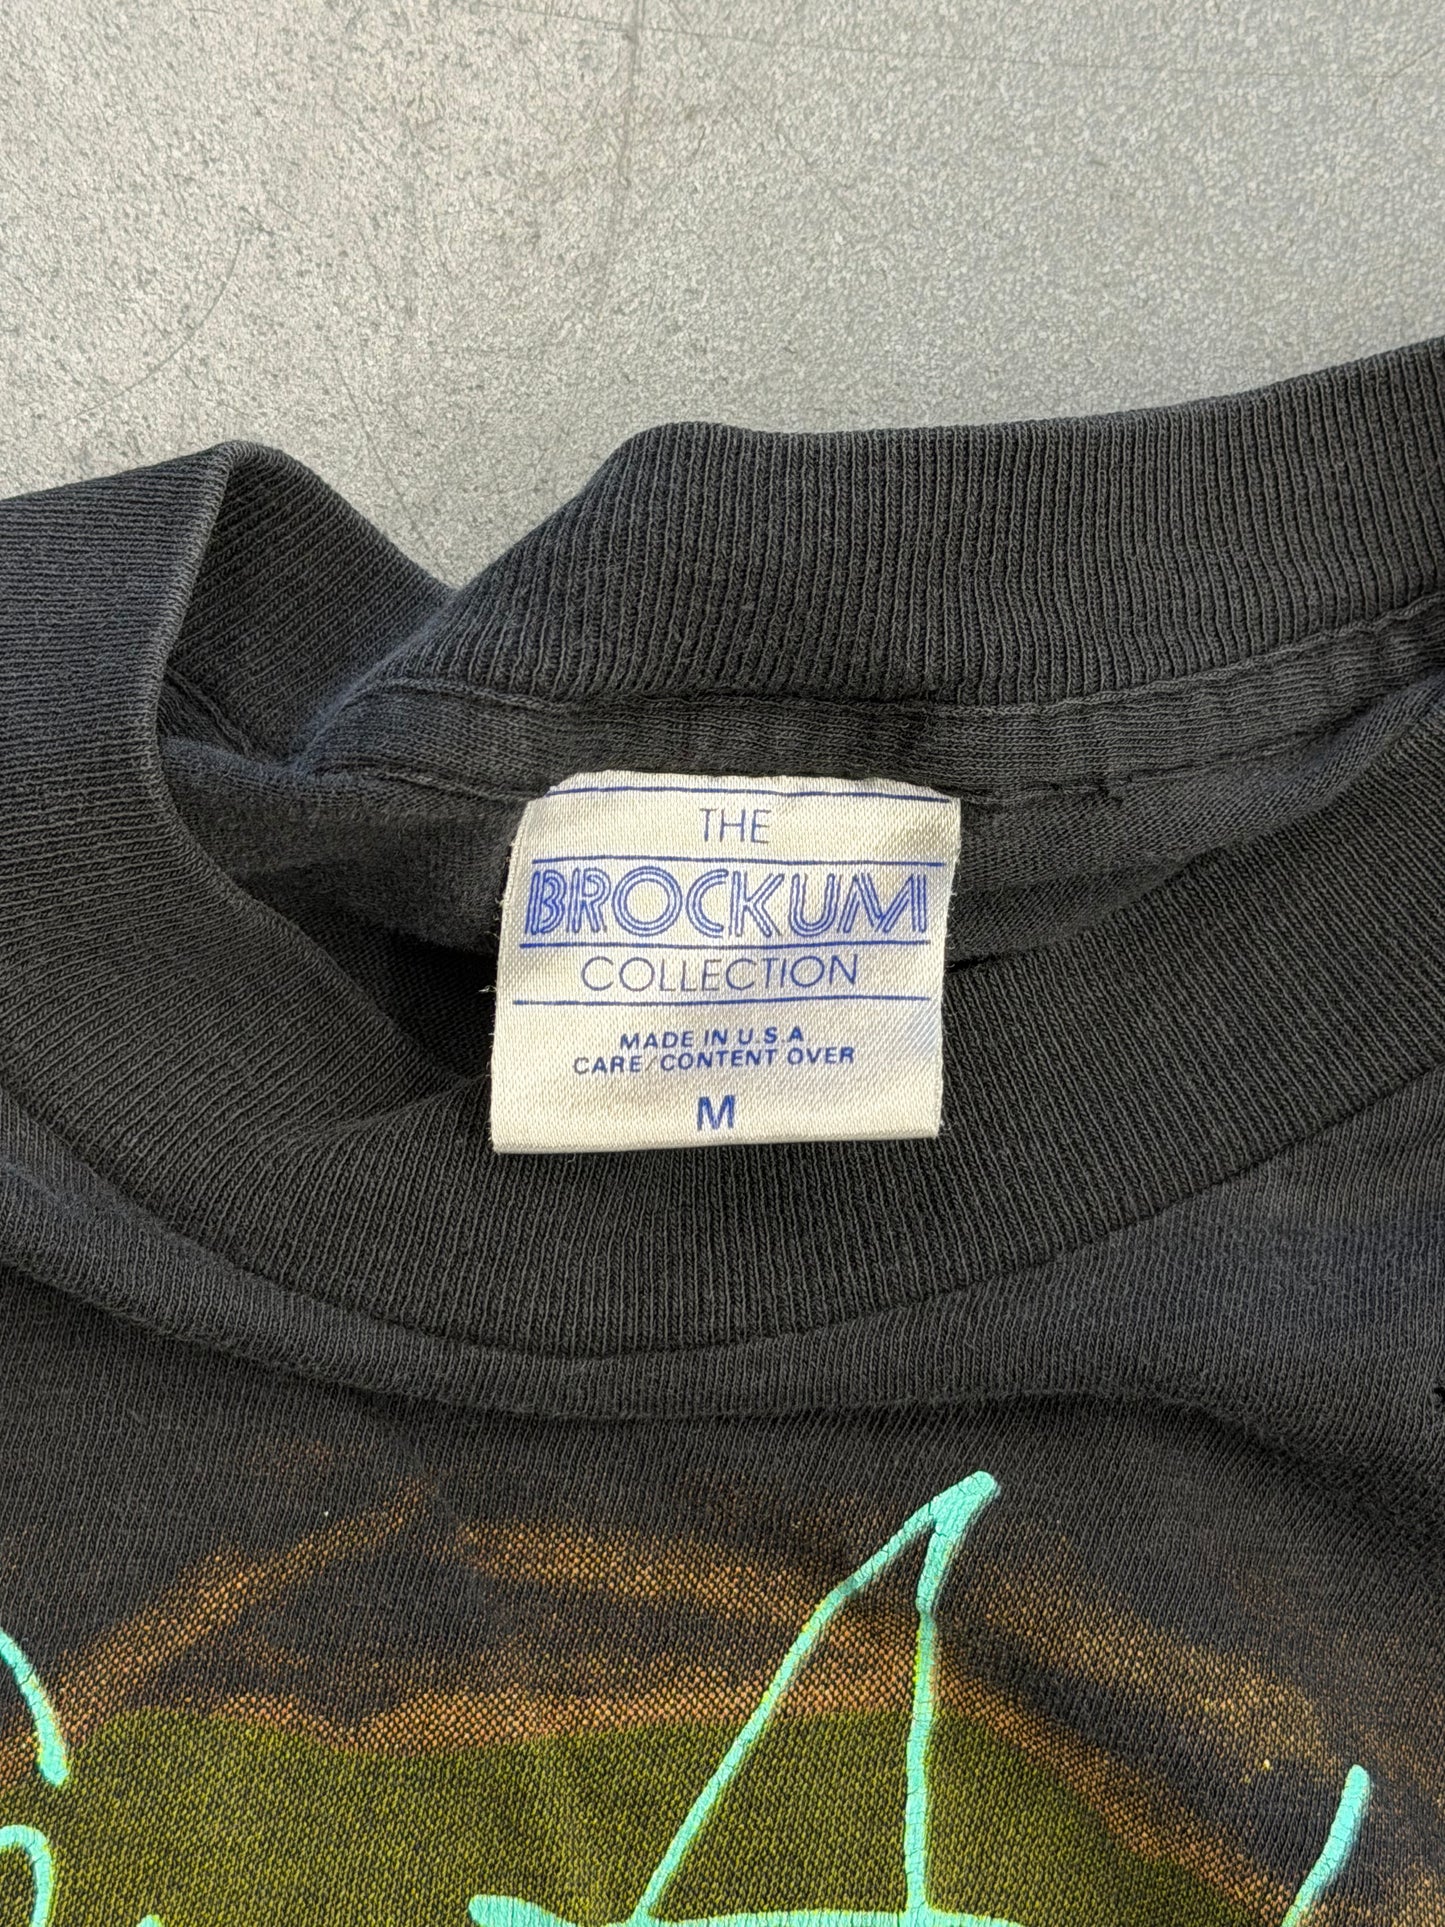 THE
BROCKUM
COLLECTION
MADE IN U.S.A
CARE/CONTENT OVER
M